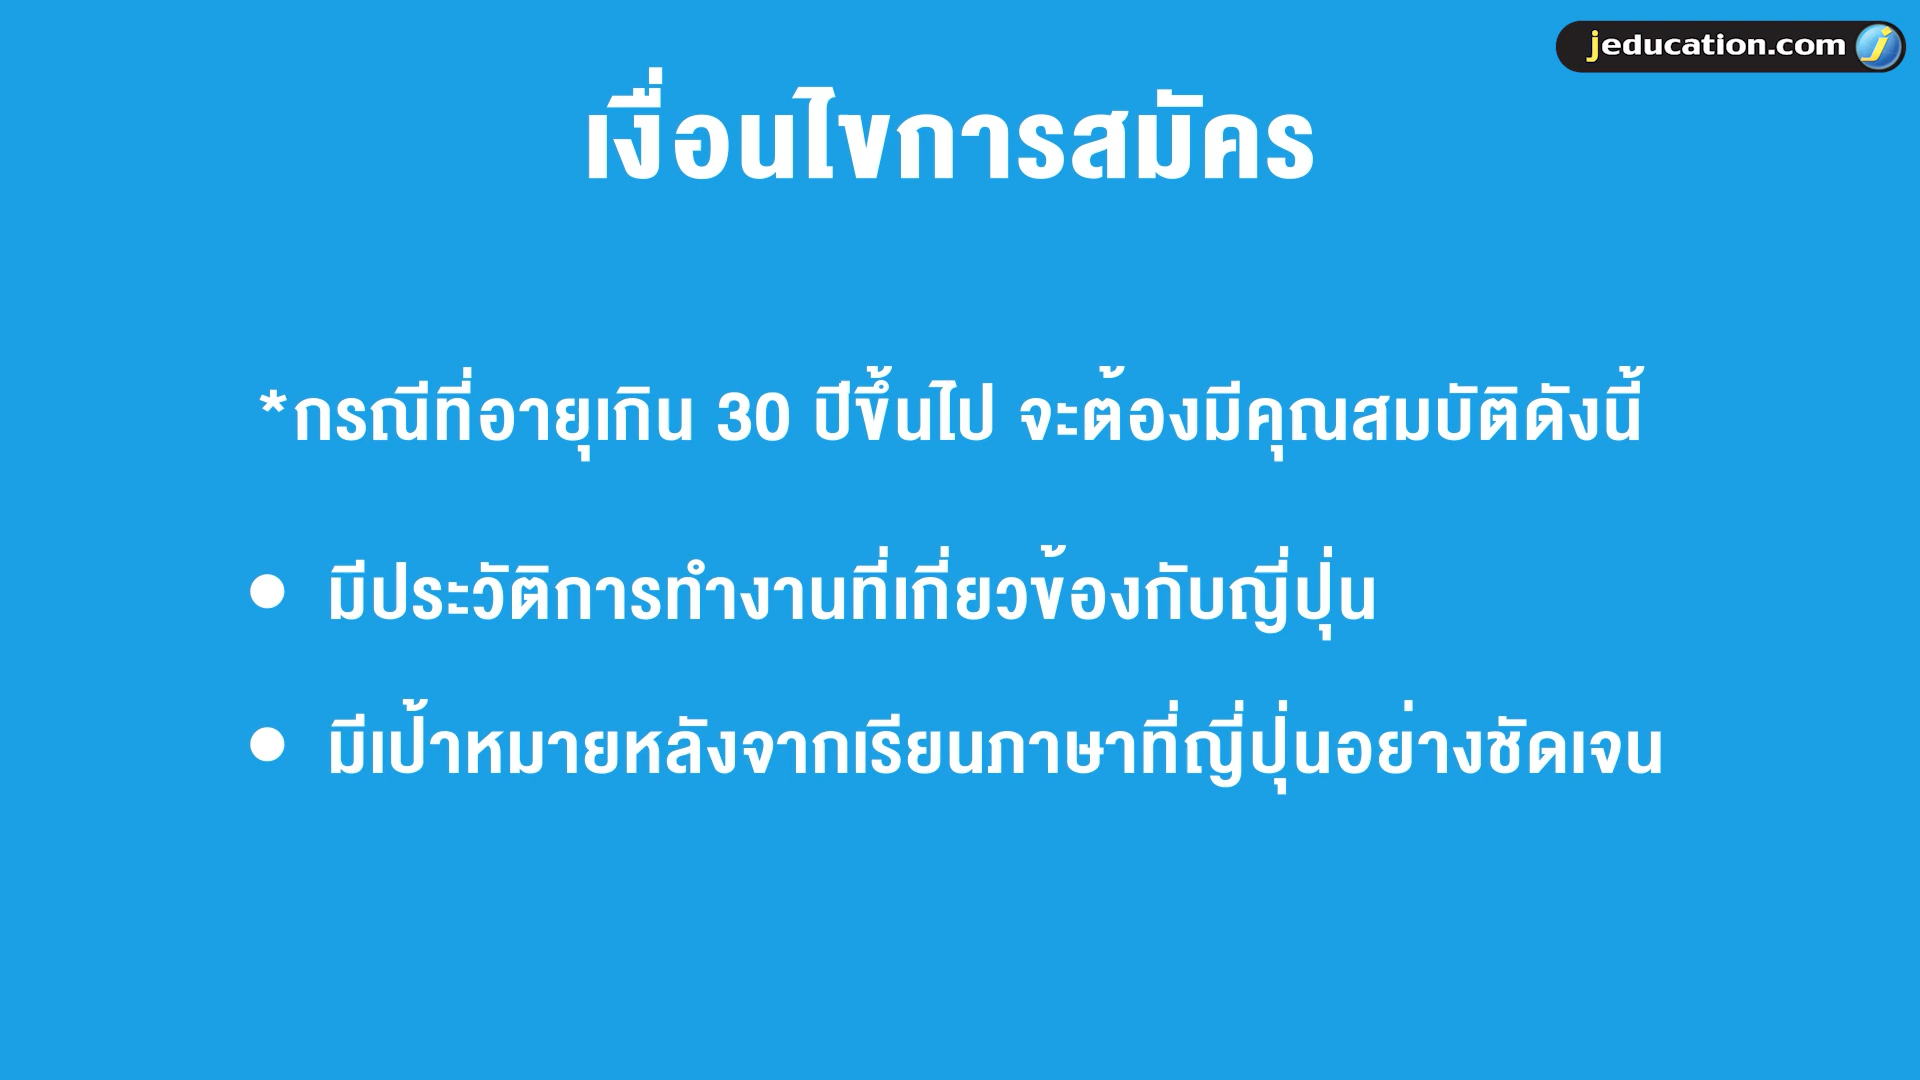 jeducation.com
เงื่อนไขการสมัคร
*กรณีที่อายุเกิน 30 ปีขึ้นไป จะต้องมีคุณสมบัติดังนี้
● มีประวัติการทำงานที่เกี่ยวข้องกับญี่ปุ่น
● มีเป้าหมายหลังจากเรียนภาษาที่ญี่ปุ่นอย่างชัดเจน